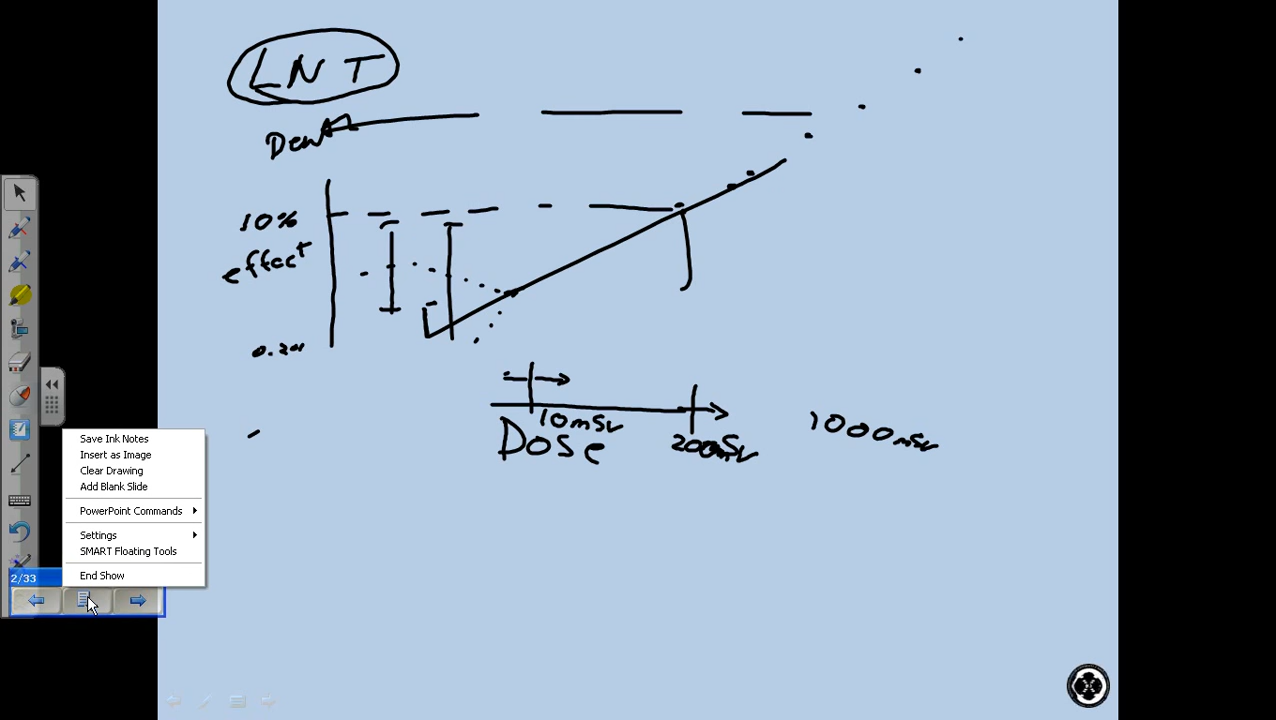 LNT
10%
effect
10mSv
Dose
200mSv
1000mSv
Save Ink Notes
Insert as Image
Clear Drawing
Add Blank Slide
PowerPoint Commands
Settings
SMART Floating Tools
End Show
2/33